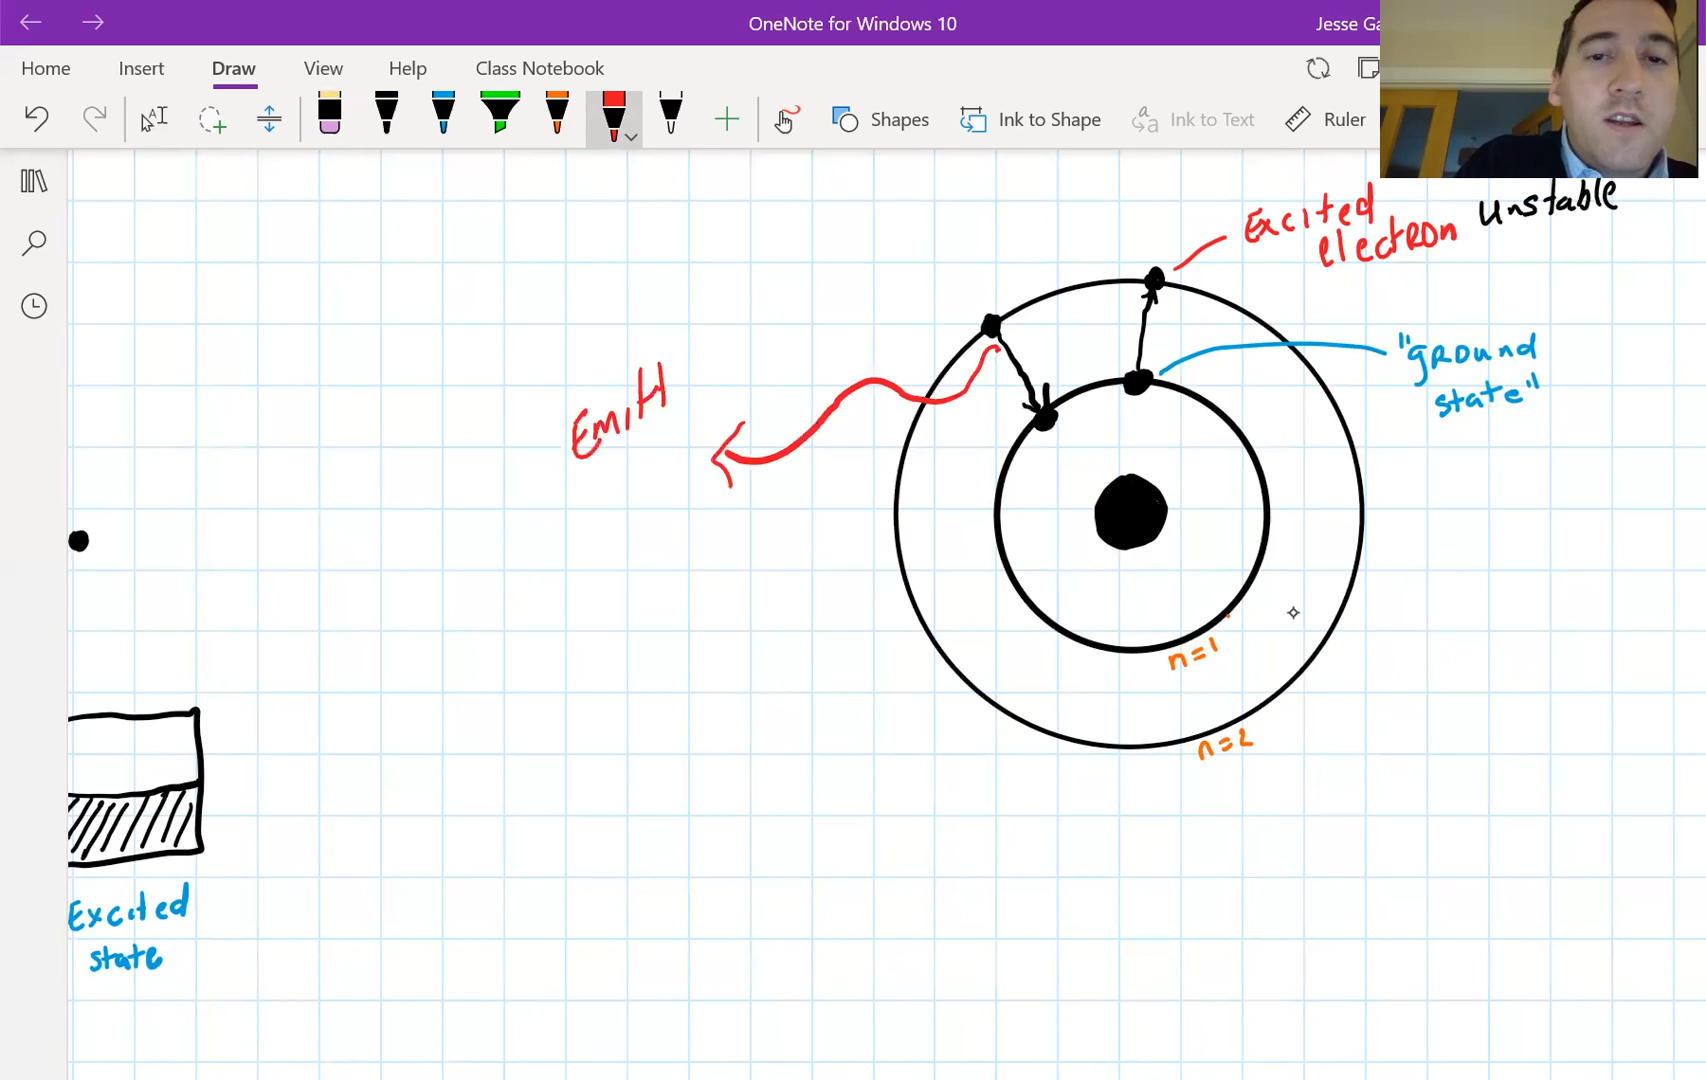 OneNote for Windows 10
Jesse Ga
Home Insert Draw View Help Class Notebook
Shapes Ink to Shape Ink to Text Ruler
Excited
electron
unstable
"ground
state"
Emitt
n=1
n=2
Excited
state